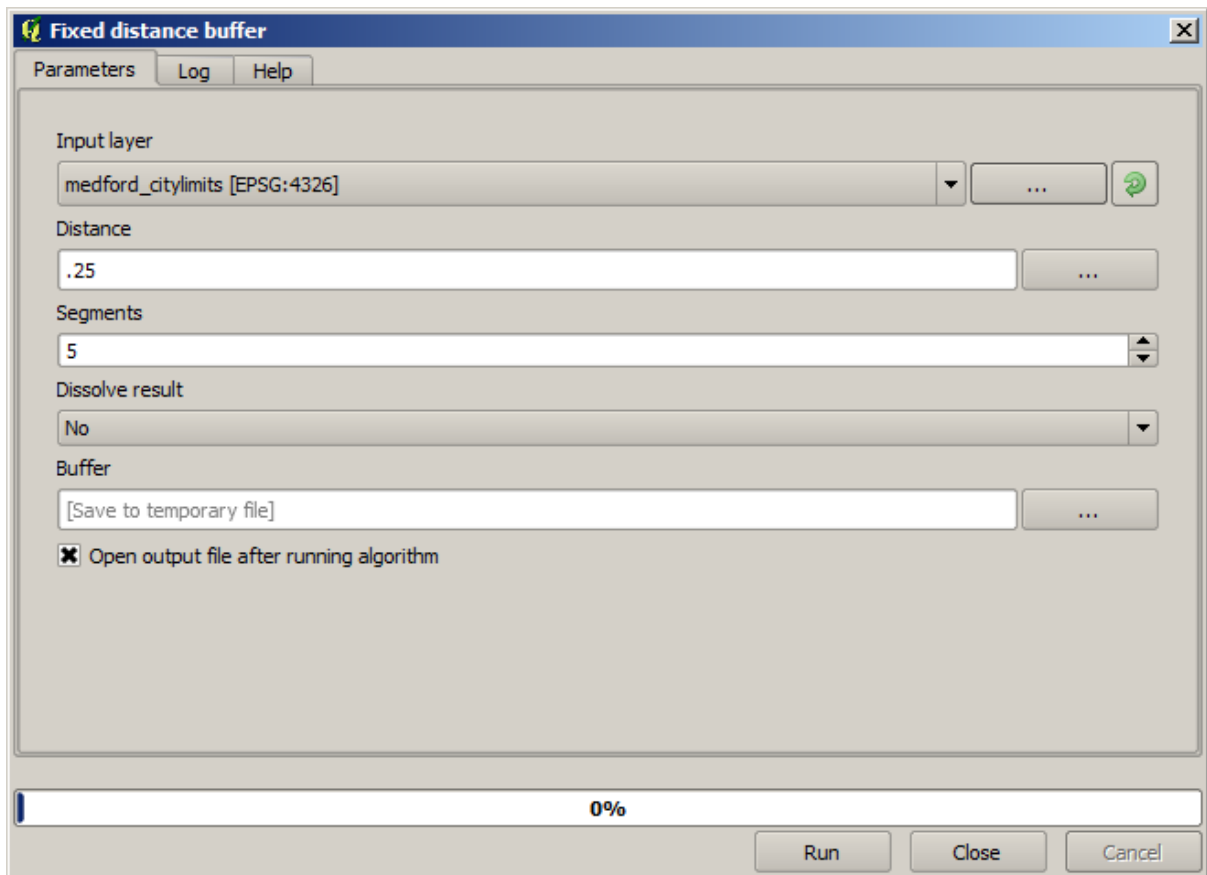 Fixed distance buffer
Parameters Log Help
Input layer
medford_citylimits [EPSG:4326] ...
Distance
.25 ...
Segments
5
Dissolve result
No
Buffer
[Save to temporary file] ...
Open output file after running algorithm
0%
Run Close Cancel